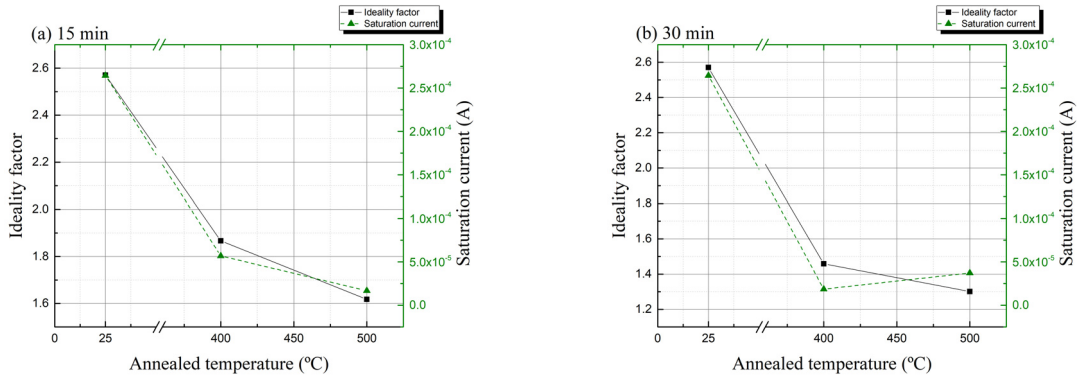 Ideality factor
Saturation current
(a) 15 min
2.6
2.4
2.2
2.0
1.8
1.6
Ideality factor
3.0x10⁻⁴
2.5x10⁻⁴
2.0x10⁻⁴
1.5x10⁻⁴
1.0x10⁻⁴
5.0x10⁻⁵
0.0
Saturation current (A)
0 25 400 450 500
Annealed temperature (ºC)
Ideality factor
Saturation current
(b) 30 min
2.6
2.4
2.2
2.0
1.8
1.6
1.4
1.2
Ideality factor
3.0x10⁻⁴
2.5x10⁻⁴
2.0x10⁻⁴
1.5x10⁻⁴
1.0x10⁻⁴
5.0x10⁻⁵
0.0
Saturation current (A)
0 25 400 450 500
Annealed temperature (ºC)